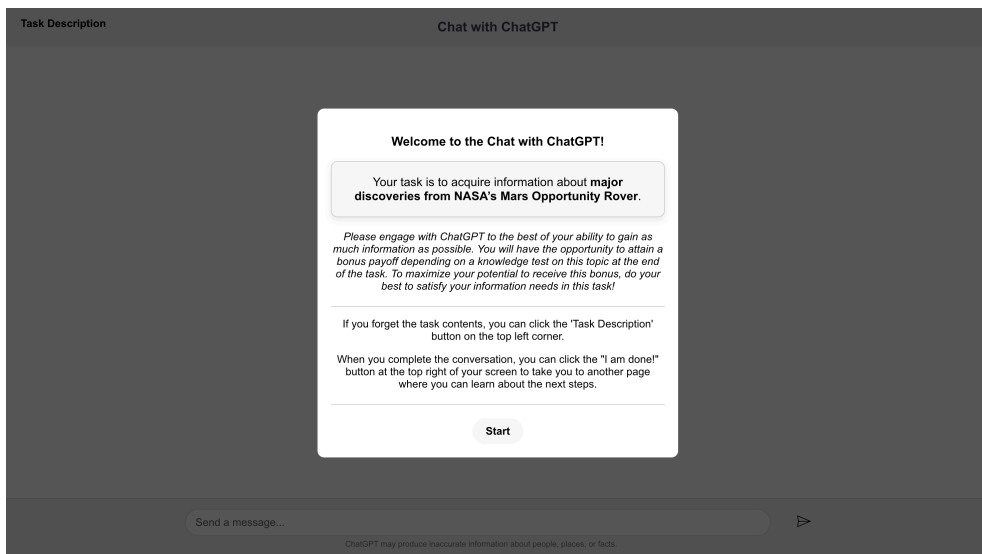 Task Description
Chat with ChatGPT
Welcome to the Chat with ChatGPT!
Your task is to acquire information about major
discoveries from NASA's Mars Opportunity Rover.
Please engage with ChatGPT to the best of your ability to gain as
much information as possible. You will have the opportunity to attain a
bonus payoff depending on a knowledge test on this topic at the end
of the task. To maximize your potential to receive this bonus, do your
best to satisfy your information needs in this task!
If you forget the task contents, you can click the 'Task Description'
button on the top left corner.
When you complete the conversation, you can click the "I am done!"
button at the top right of your screen to take you to another page
where you can learn about the next steps.
Start
Send a message...
ChatGPT may produce inaccurate information about people, places, or facts.